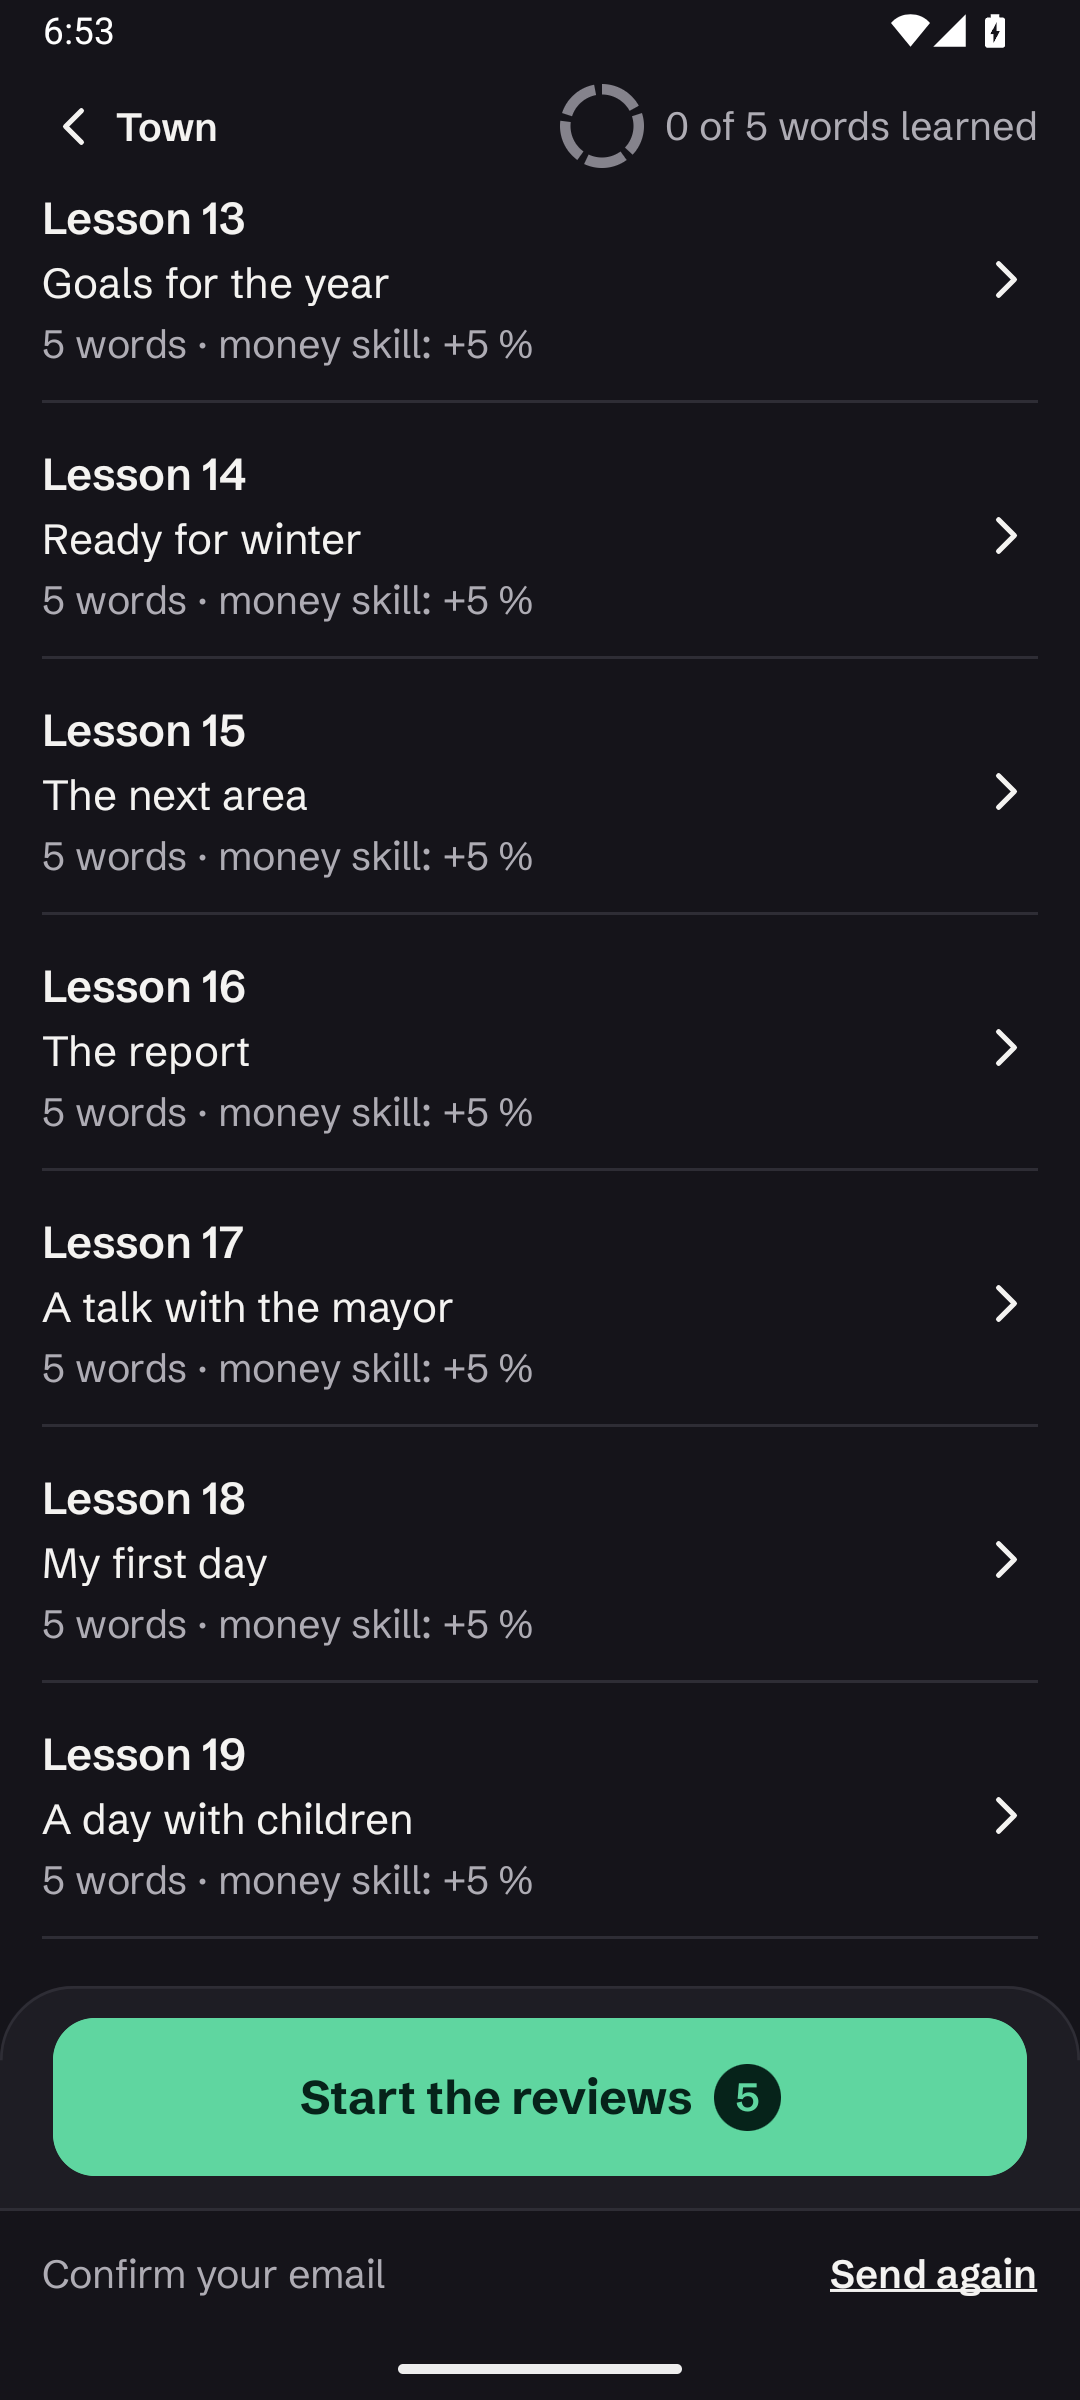 6:53
Town
0 of 5 words learned
Lesson 13
Goals for the year
5 words · money skill: +5 %
Lesson 14
Ready for winter
5 words · money skill: +5 %
Lesson 15
The next area
5 words · money skill: +5 %
Lesson 16
The report
5 words · money skill: +5 %
Lesson 17
A talk with the mayor
5 words · money skill: +5 %
Lesson 18
My first day
5 words · money skill: +5 %
Lesson 19
A day with children
5 words · money skill: +5 %
Start the reviews 5
Confirm your email
Send again